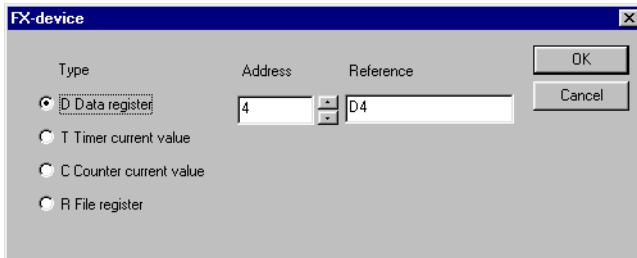 FX-device
Type Address Reference OK
D Data register 4 D4 Cancel
T Timer current value
C Counter current value
R File register